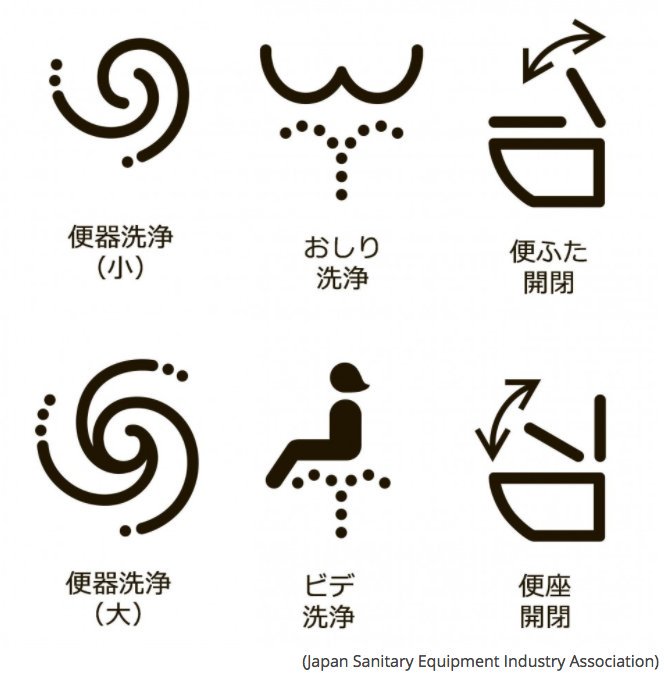 便器洗浄
（小）
おしり
洗浄
便ふた
開閉
便器洗浄
（大）
ビデ
洗浄
便座
開閉
(Japan Sanitary Equipment Industry Association)